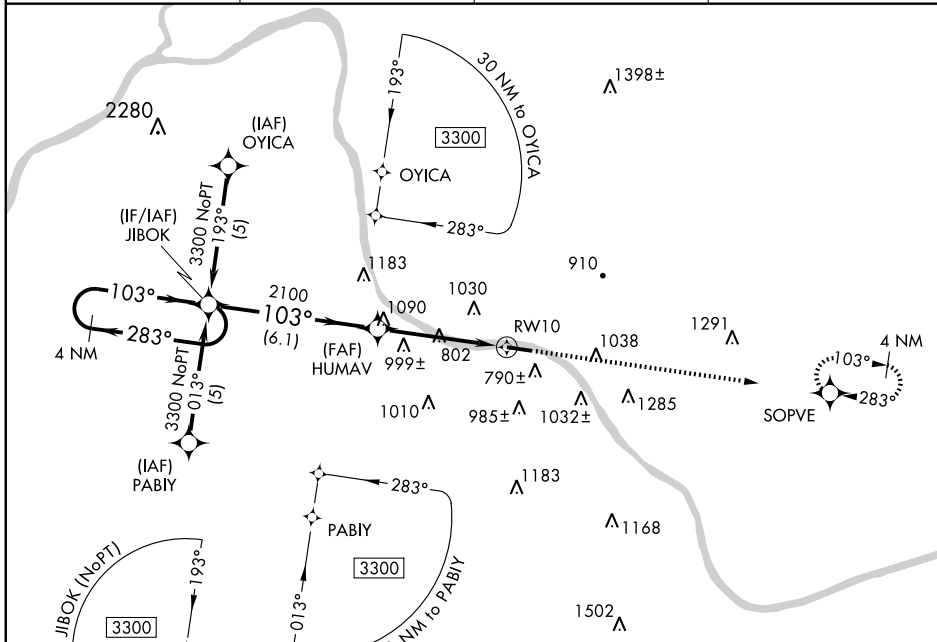 1398±
2280
(IAF)
OYICA
193°
30 NM to OYICA
3300
OYICA
283°
3300 NoPT
193°
(5)
(IF/IAF)
JIBOK
1183
910
103°
2100
103°
(6.1)
1090
1030
RW10
1291
283°
4 NM
(FAF)
HUMAV
999±
802
790±
1038
103°
4 NM
283°
SOPVE
3300 NoPT
013°
(5)
1010
985±
1032±
1285
(IAF)
PABIY
283°
1183
PABIY
1168
JIBOK (NoPT)
193°
3300
013°
3300
NM to PABIY
1502